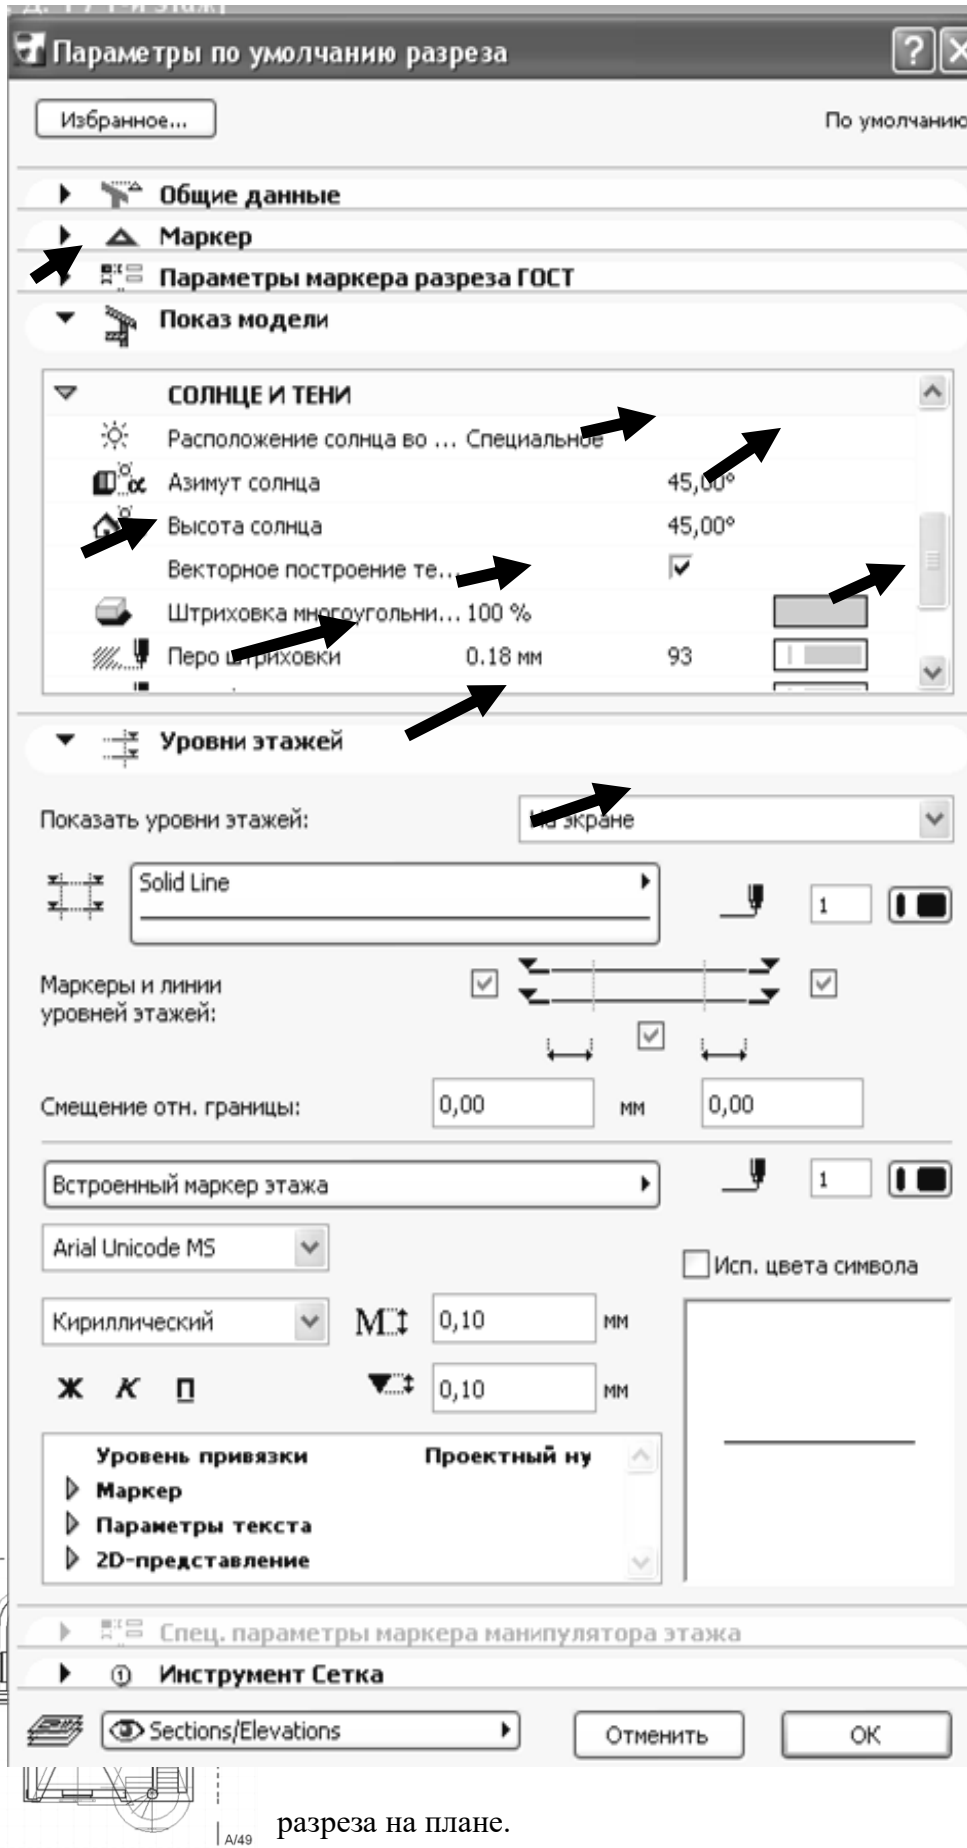 Параметры по умолчанию разреза
Избранное...
По умолчанию
Общие данные
Маркер
Параметры маркера разреза ГОСТ
Показ модели
СОЛНЦЕ И ТЕНИ
Расположение солнца во ... Специальное
Азимут солнца 45,00°
Высота солнца 45,00°
Векторное построение те...
Штриховка многоугольни... 100 %
Перо штриховки 0.18 мм 93
Уровни этажей
Показать уровни этажей: На экране
Solid Line
1
Маркеры и линии
уровней этажей:
Смещение отн. границы: 0,00 мм 0,00
Встроенный маркер этажа 1
Arial Unicode MS
Исп. цвета символа
Кириллический M 0,10 мм
Ж К П 0,10 мм
Уровень привязки Проектный ну
Маркер
Параметры текста
2D-представление
Спец. параметры маркера манипулятора этажа
Инструмент Сетка
Sections/Elevations Отменить ОК
разреза на плане.
A/49